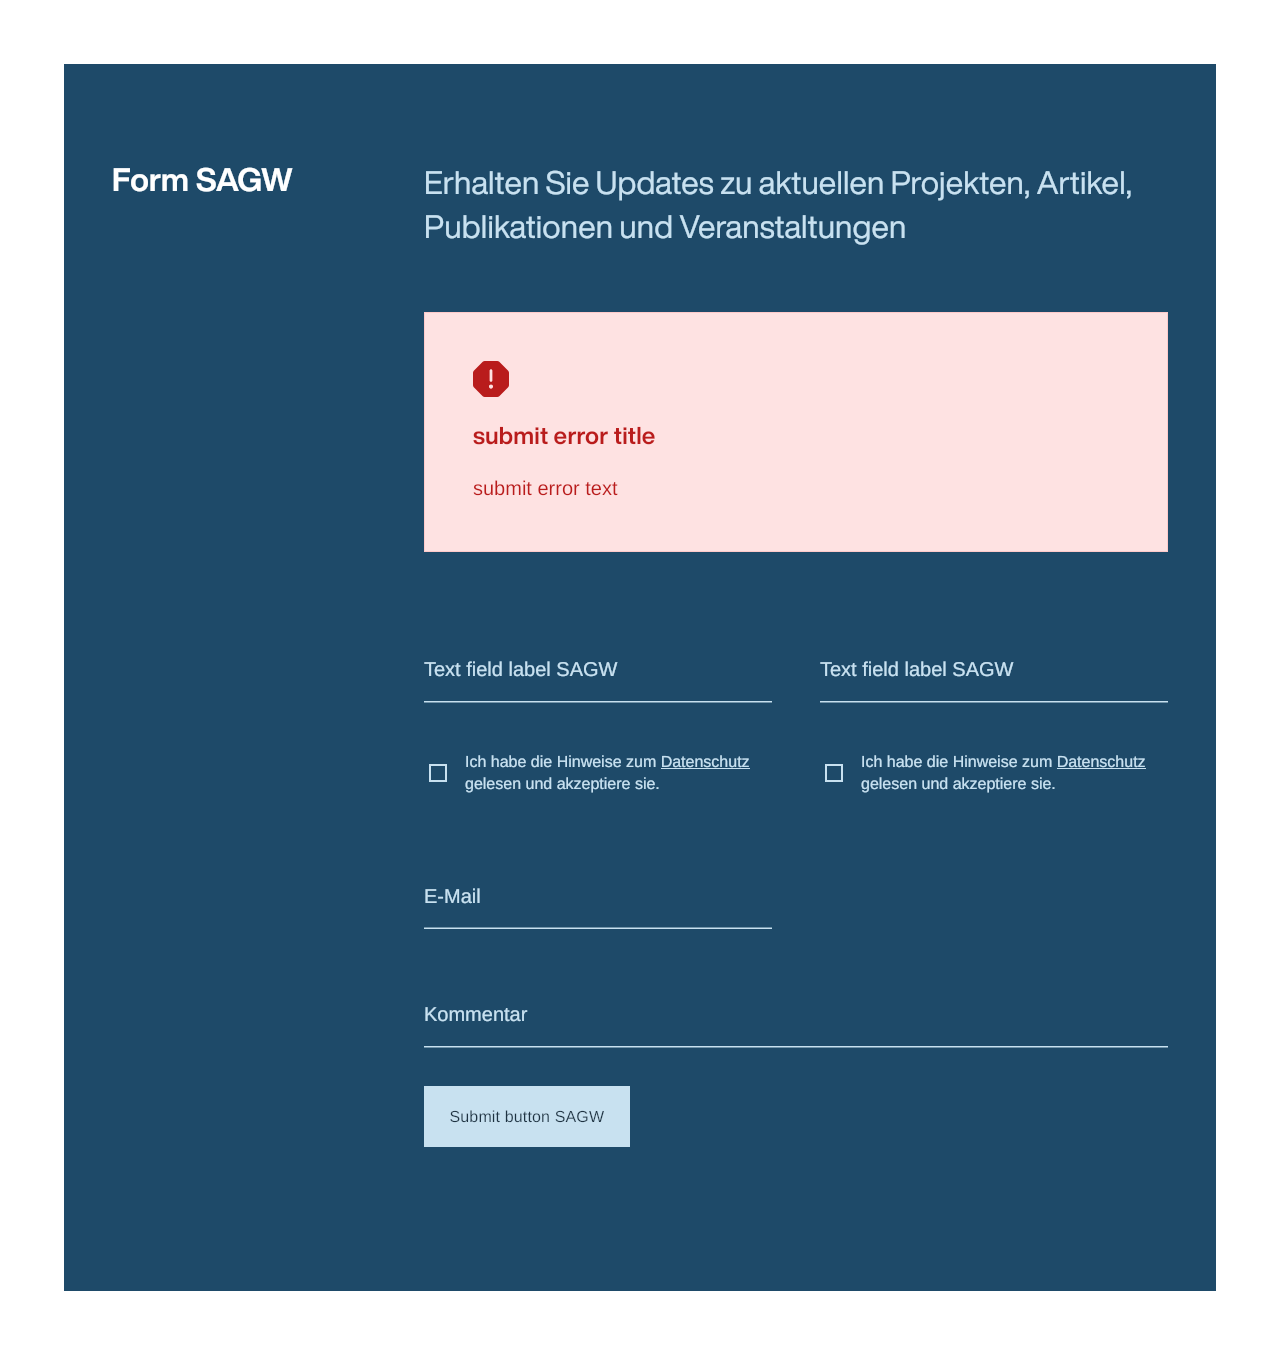 Form SAGW
Erhalten Sie Updates zu aktuellen Projekten, Artikel,
Publikationen und Veranstaltungen
submit error title
submit error text
Text field label SAGW
Text field label SAGW
Ich habe die Hinweise zum Datenschutz
gelesen und akzeptiere sie.
Ich habe die Hinweise zum Datenschutz
gelesen und akzeptiere sie.
E-Mail
Kommentar
Submit button SAGW